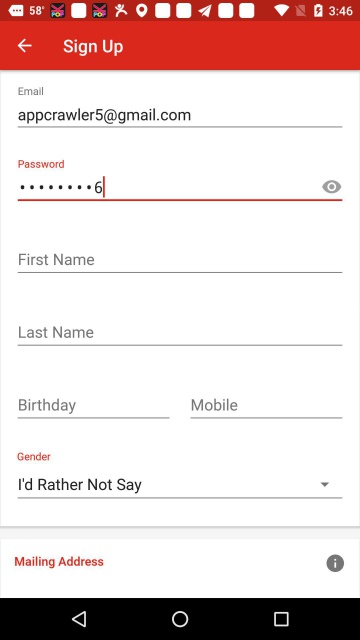 58° 3:46
Sign Up
Email
appcrawler5@gmail.com
Password
••••••••6
First Name
Last Name
Birthday Mobile
Gender
I'd Rather Not Say
Mailing Address